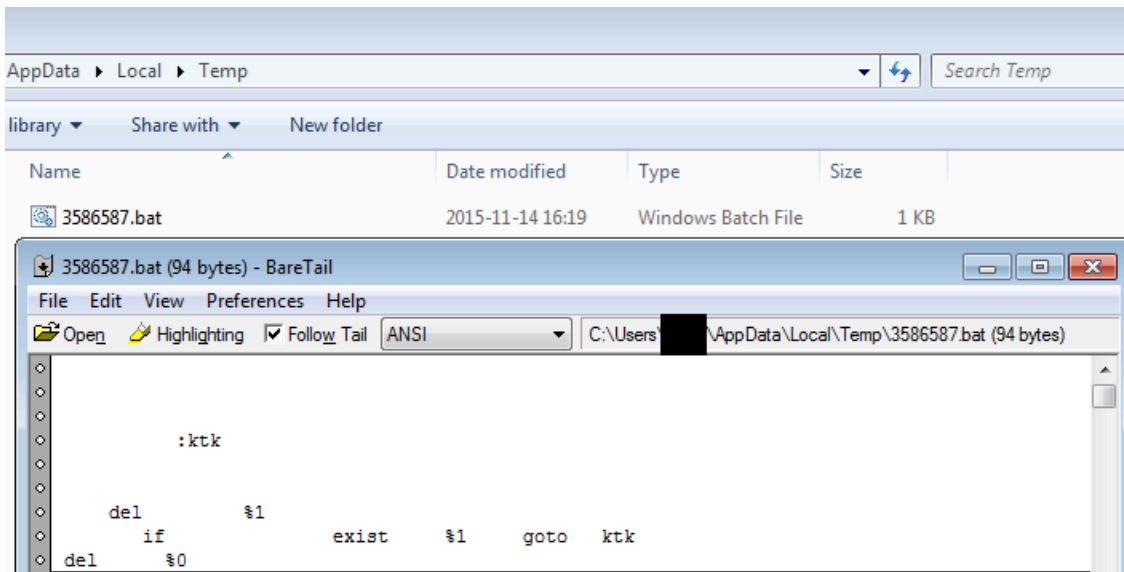 AppData Local Temp Search Temp
library Share with New folder
Name Date modified Type Size
3586587.bat 2015-11-14 16:19 Windows Batch File 1 KB
3586587.bat (94 bytes) - BareTail
File Edit View Preferences Help
Open Highlighting Follow Tail ANSI C:\Users\ \AppData\Local\Temp\3586587.bat (94 bytes)
:ktk
del %1
if exist %1 goto ktk
del %0